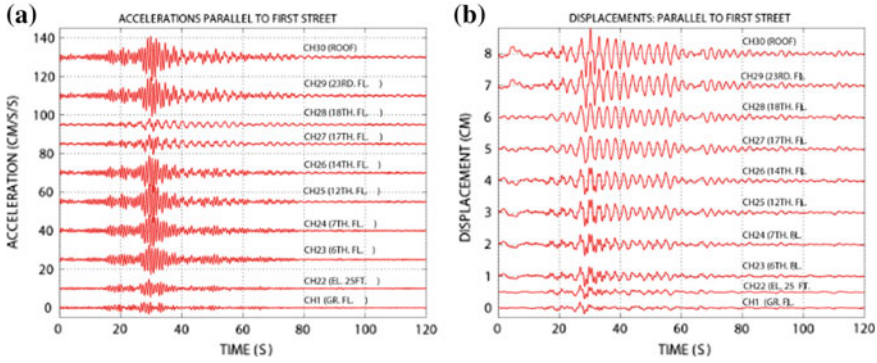 (a)
ACCELERATIONS PARALLEL TO FIRST STREET
ACCELERATION (CM/S/S)
140
120
100
80
60
40
20
0
CH30 (ROOF)
CH29 (23RD. FL. )
CH28 (18TH. FL. )
CH27 (17TH. FL. )
CH26 (14TH. FL. )
CH25 (12TH. FL. )
CH24 (7TH. FL. )
CH23 (6TH. FL. )
CH22 (EL. 25FT. )
CH1 (GR. FL. )
0 20 40 60 80 100 120
TIME (S)
(b)
DISPLACEMENTS: PARALLEL TO FIRST STREET
DISPLACEMENT (CM)
8
7
6
5
4
3
2
1
0
CH30 (ROOF)
CH29 (23RD. FL.
CH28 (18TH. FL.
CH27 (17TH. FL.
CH26 (14TH. FL.
CH25 (12TH. FL.
CH24 (7TH. FL.
CH23 (6TH. FL.
CH22 (EL. 25 FT.
CH1 (GR. FL.
0 20 40 60 80 100 120
TIME (S)